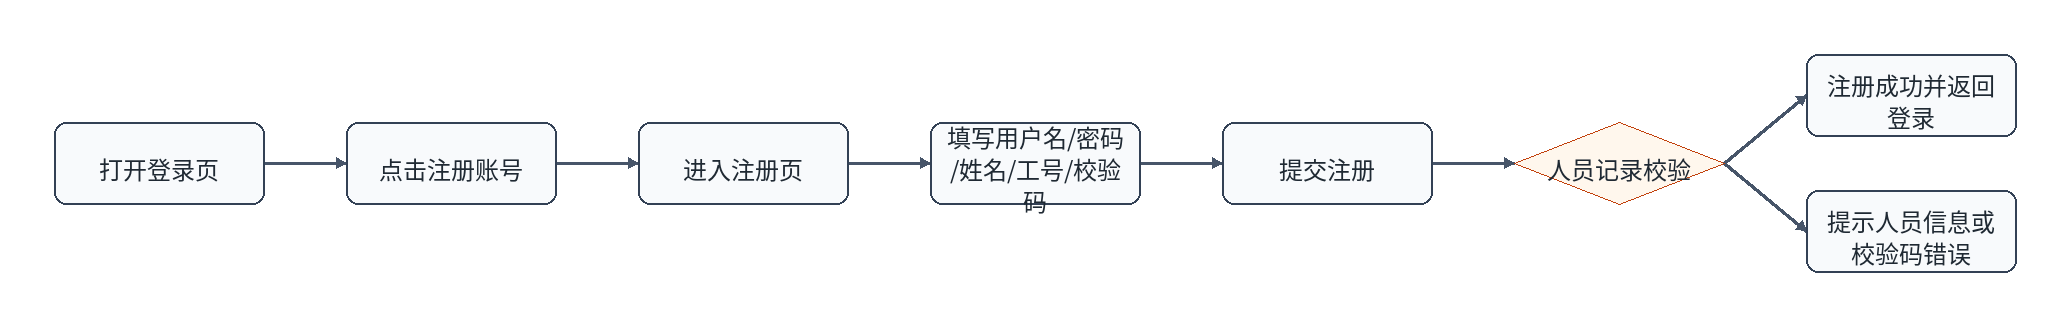 打开登录页
点击注册账号
进入注册页
填写用户名/密码
/姓名/工号/校验
码
提交注册
人员记录校验
注册成功并返回
登录
提示人员信息或
校验码错误